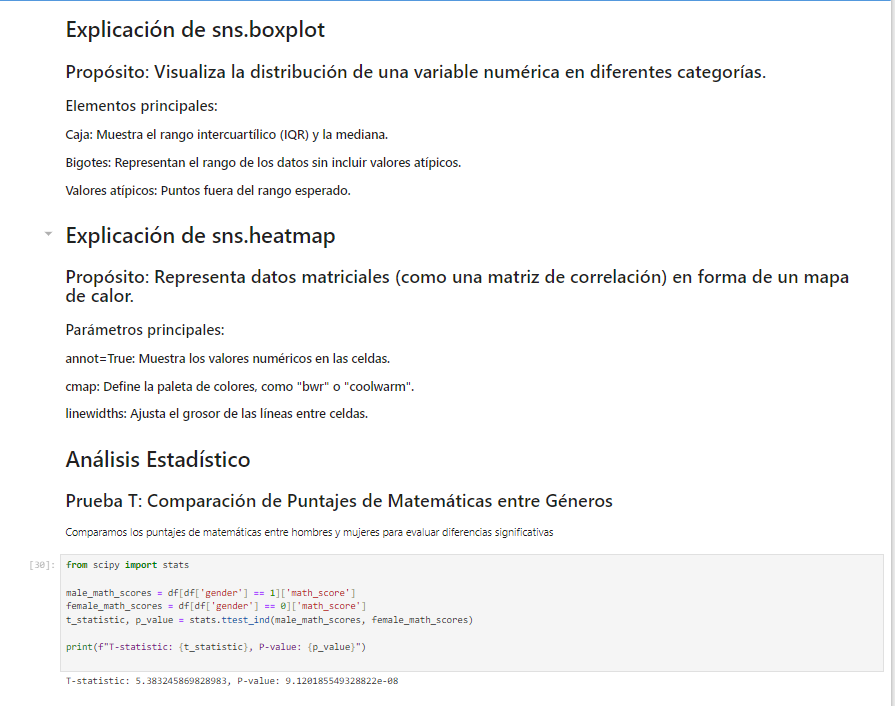 Explicación de sns.boxplot
Propósito: Visualiza la distribución de una variable numérica en diferentes categorías.
Elementos principales:
Caja: Muestra el rango intercuartílico (IQR) y la mediana.
Bigotes: Representan el rango de los datos sin incluir valores atípicos.
Valores atípicos: Puntos fuera del rango esperado.
Explicación de sns.heatmap
Propósito: Representa datos matriciales (como una matriz de correlación) en forma de un mapa
de calor.
Parámetros principales:
annot=True: Muestra los valores numéricos en las celdas.
cmap: Define la paleta de colores, como "bwr" o "coolwarm".
linewidths: Ajusta el grosor de las líneas entre celdas.
Análisis Estadístico
Prueba T: Comparación de Puntajes de Matemáticas entre Géneros
Comparamos los puntajes de matemáticas entre hombres y mujeres para evaluar diferencias significativas
[30]: from scipy import stats
male_math_scores = df[df['gender'] == 1]['math_score']
female_math_scores = df[df['gender'] == 0]['math_score']
t_statistic, p_value = stats.ttest_ind(male_math_scores, female_math_scores)
print(f"T-statistic: {t_statistic}, P-value: {p_value}")
T-statistic: 5.383245869828983, P-value: 9.120185549328822e-08